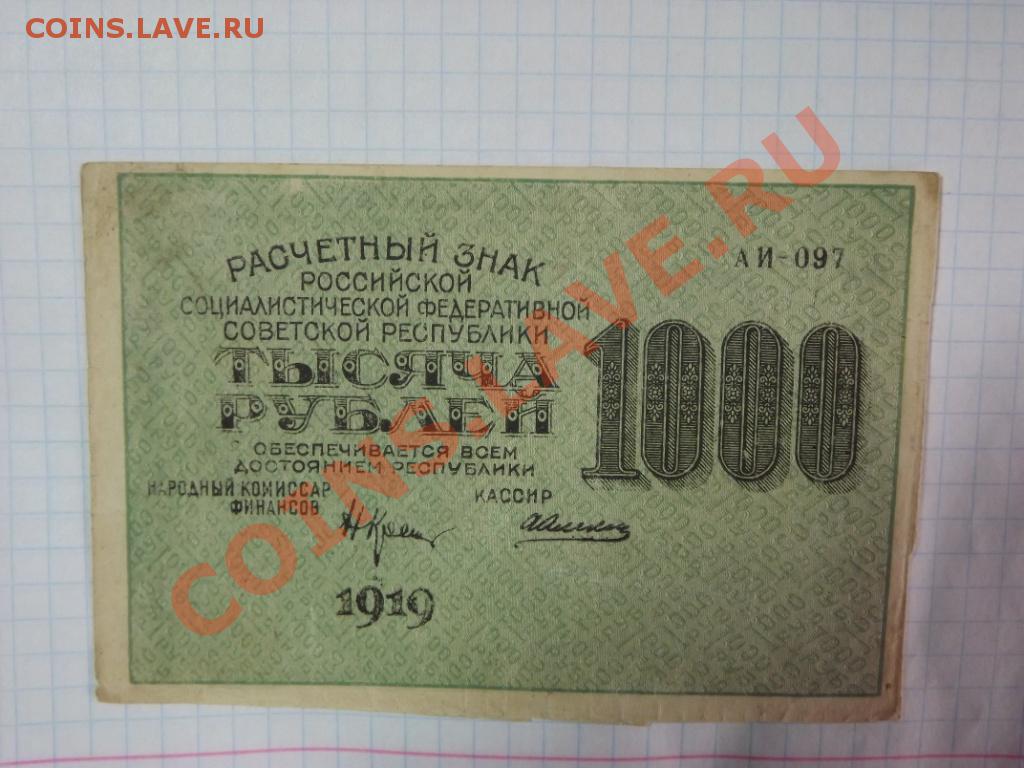 COINS.LAVE.RU
АИ-097
РАСЧЕТНЫЙ ЗНАК
РОССИЙСКОЙ
СОЦИАЛИСТИЧЕСКОЙ ФЕДЕРАТИВНОЙ
СОВЕТСКОЙ РЕСПУБЛИКИ
ТЫСЯЧА
РУБЛЕЙ
1000
ОБЕСПЕЧИВАЕТСЯ ВСЕМ
ДОСТОЯНИЕМ РЕСПУБЛИКИ
НАРОДНЫЙ КОМИССАР
ФИНАНСОВ
КАССИР
1919
COINS.LAVE.RU